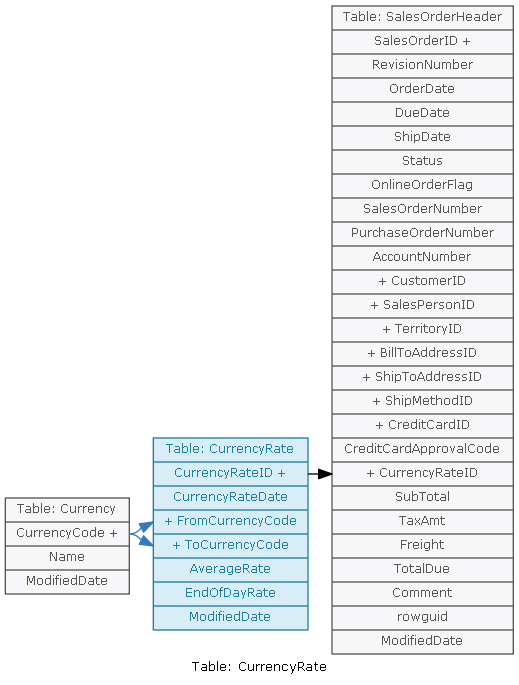 Table: SalesOrderHeader
SalesOrderID +
RevisionNumber
OrderDate
DueDate
ShipDate
Status
OnlineOrderFlag
SalesOrderNumber
PurchaseOrderNumber
AccountNumber
+ CustomerID
+ SalesPersonID
+ TerritoryID
+ BillToAddressID
+ ShipToAddressID
+ ShipMethodID
+ CreditCardID
CreditCardApprovalCode
+ CurrencyRateID
SubTotal
TaxAmt
Freight
TotalDue
Comment
rowguid
ModifiedDate
Table: CurrencyRate
CurrencyRateID +
CurrencyRateDate
+ FromCurrencyCode
+ ToCurrencyCode
AverageRate
EndOfDayRate
ModifiedDate
Table: Currency
CurrencyCode +
Name
ModifiedDate
Table: CurrencyRate